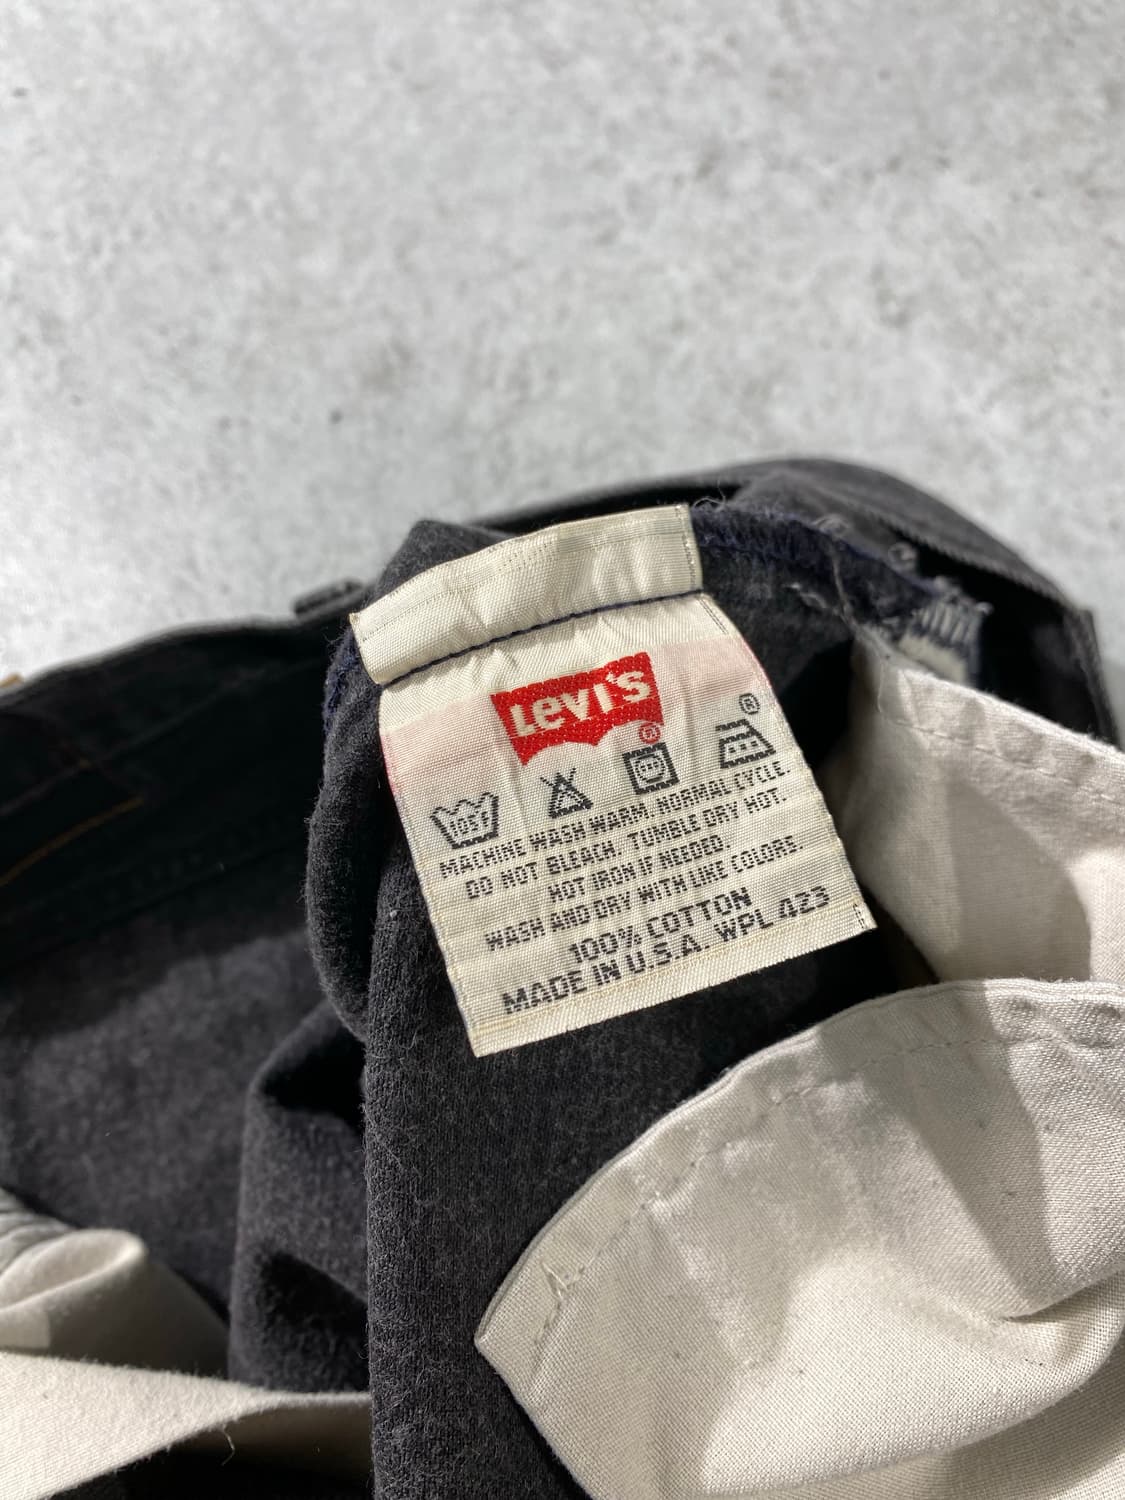 Levi's
®
®
105F
MACHINE WASH WARM, NORMAL CYCLE.
DO NOT BLEACH. TUMBLE DRY HOT.
HOT IRON IF NEEDED.
WASH AND DRY WITH LIKE COLORS.
100% COTTON
MADE IN U.S.A. WPL 423